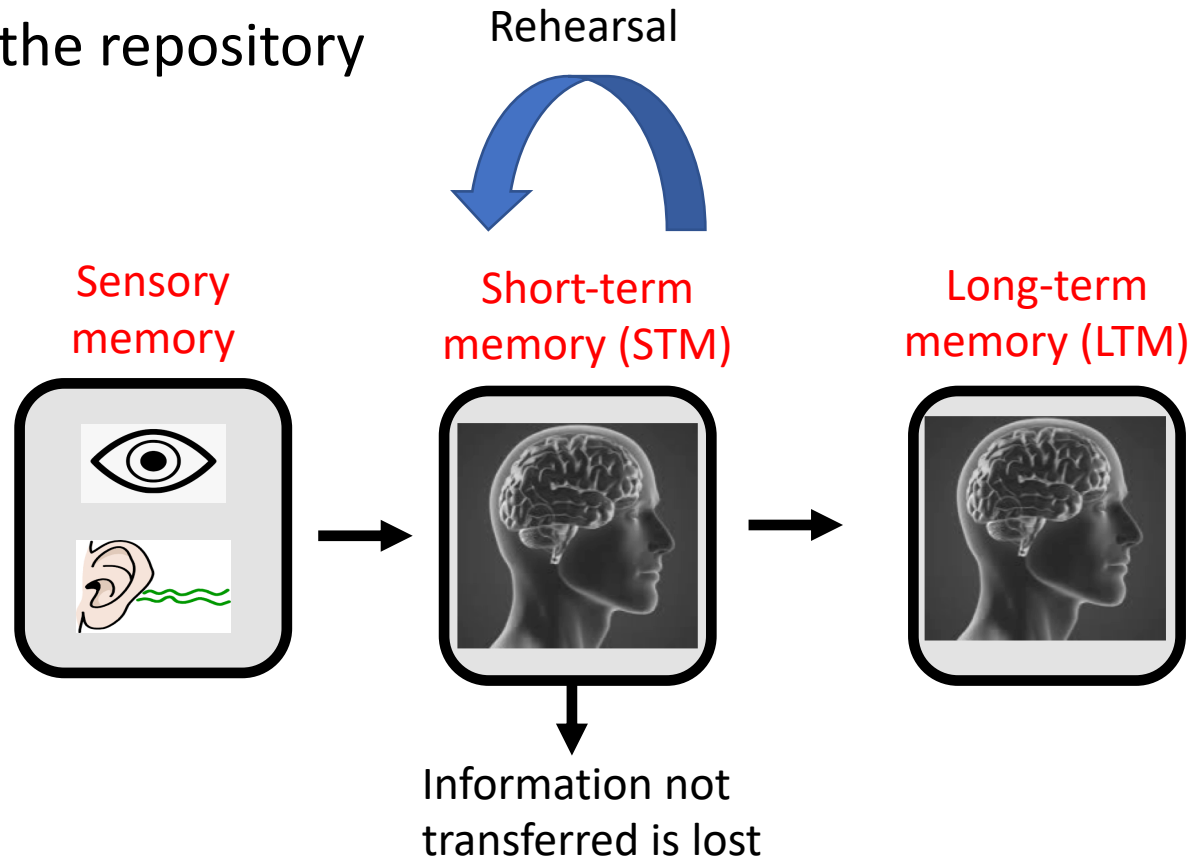 the repository
Rehearsal
Sensory
memory
Short-term
memory (STM)
Long-term
memory (LTM)
Information not
transferred is lost